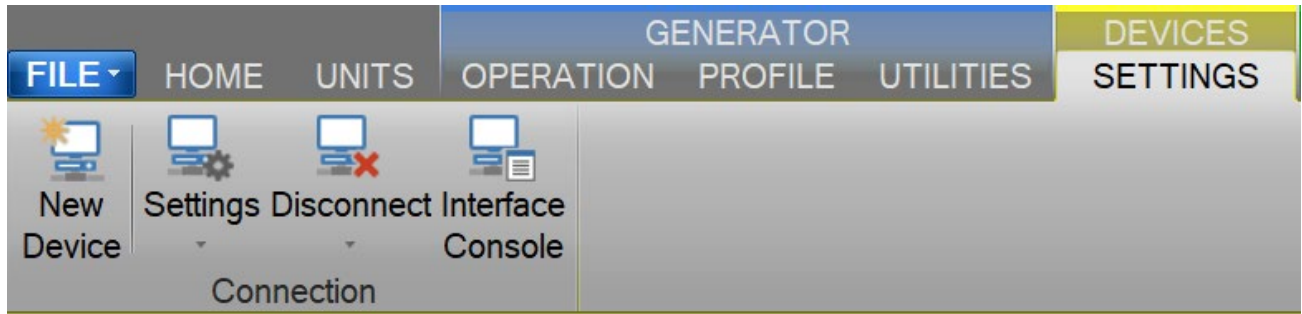 GENERATOR DEVICES
FILE HOME UNITS OPERATION PROFILE UTILITIES SETTINGS
New Settings Disconnect Interface
Device Console
Connection